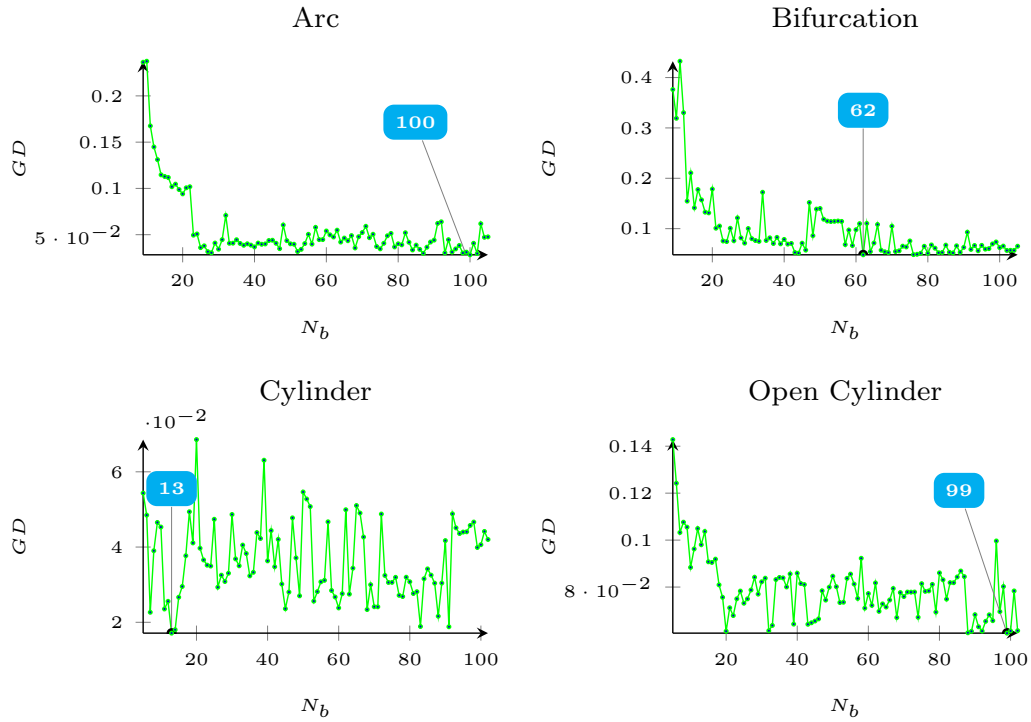 Arc
0.2
0.15
0.1
5 · 10⁻²
GD
100
20 40 60 80 100
N_b
Bifurcation
0.4
0.3
0.2
0.1
GD
62
20 40 60 80 100
N_b
Cylinder
·10⁻²
6
4
2
GD
13
20 40 60 80 100
N_b
Open Cylinder
0.14
0.12
0.1
8 · 10⁻²
GD
99
20 40 60 80 100
N_b